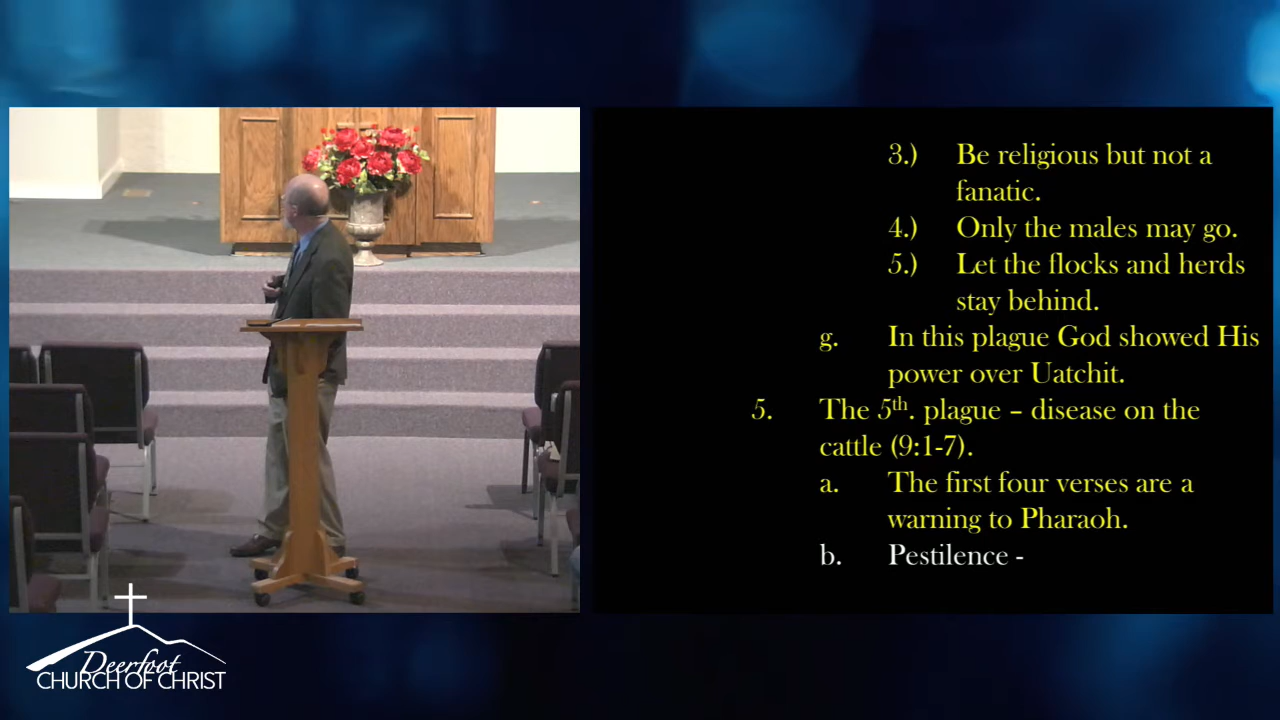 3.) Be religious but not a
fanatic.
4.) Only the males may go.
5.) Let the flocks and herds
stay behind.
g. In this plague God showed His
power over Uatchit.
5. The 5th. plague – disease on the
cattle (9:1-7).
a. The first four verses are a
warning to Pharaoh.
b. Pestilence -
Deerfoot
CHURCH OF CHRIST